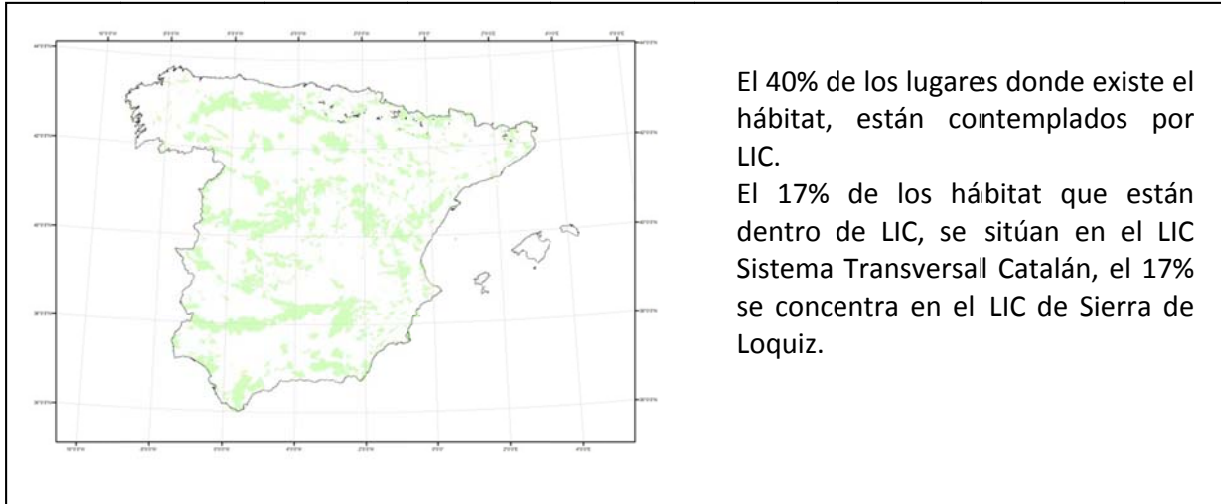 El 40% de los lugares donde existe el
hábitat, están contemplados por
LIC.
El 17% de los hábitat que están
dentro de LIC, se sitúan en el LIC
Sistema Transversal Catalán, el 17%
se concentra en el LIC de Sierra de
Loquiz.